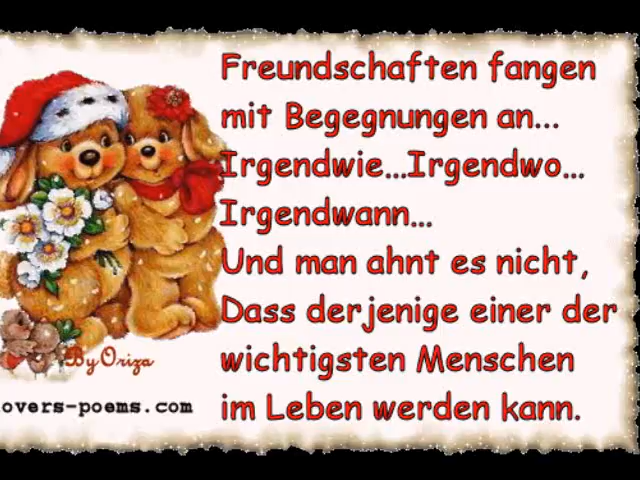 Freundschaften fangen
mit Begegnungen an...
Irgendwie...Irgendwo...
Irgendwann...
Und man ahnt es nicht,
Dass derjenige einer der
wichtigsten Menschen
im Leben werden kann.
By Oriza
overs-poems.com